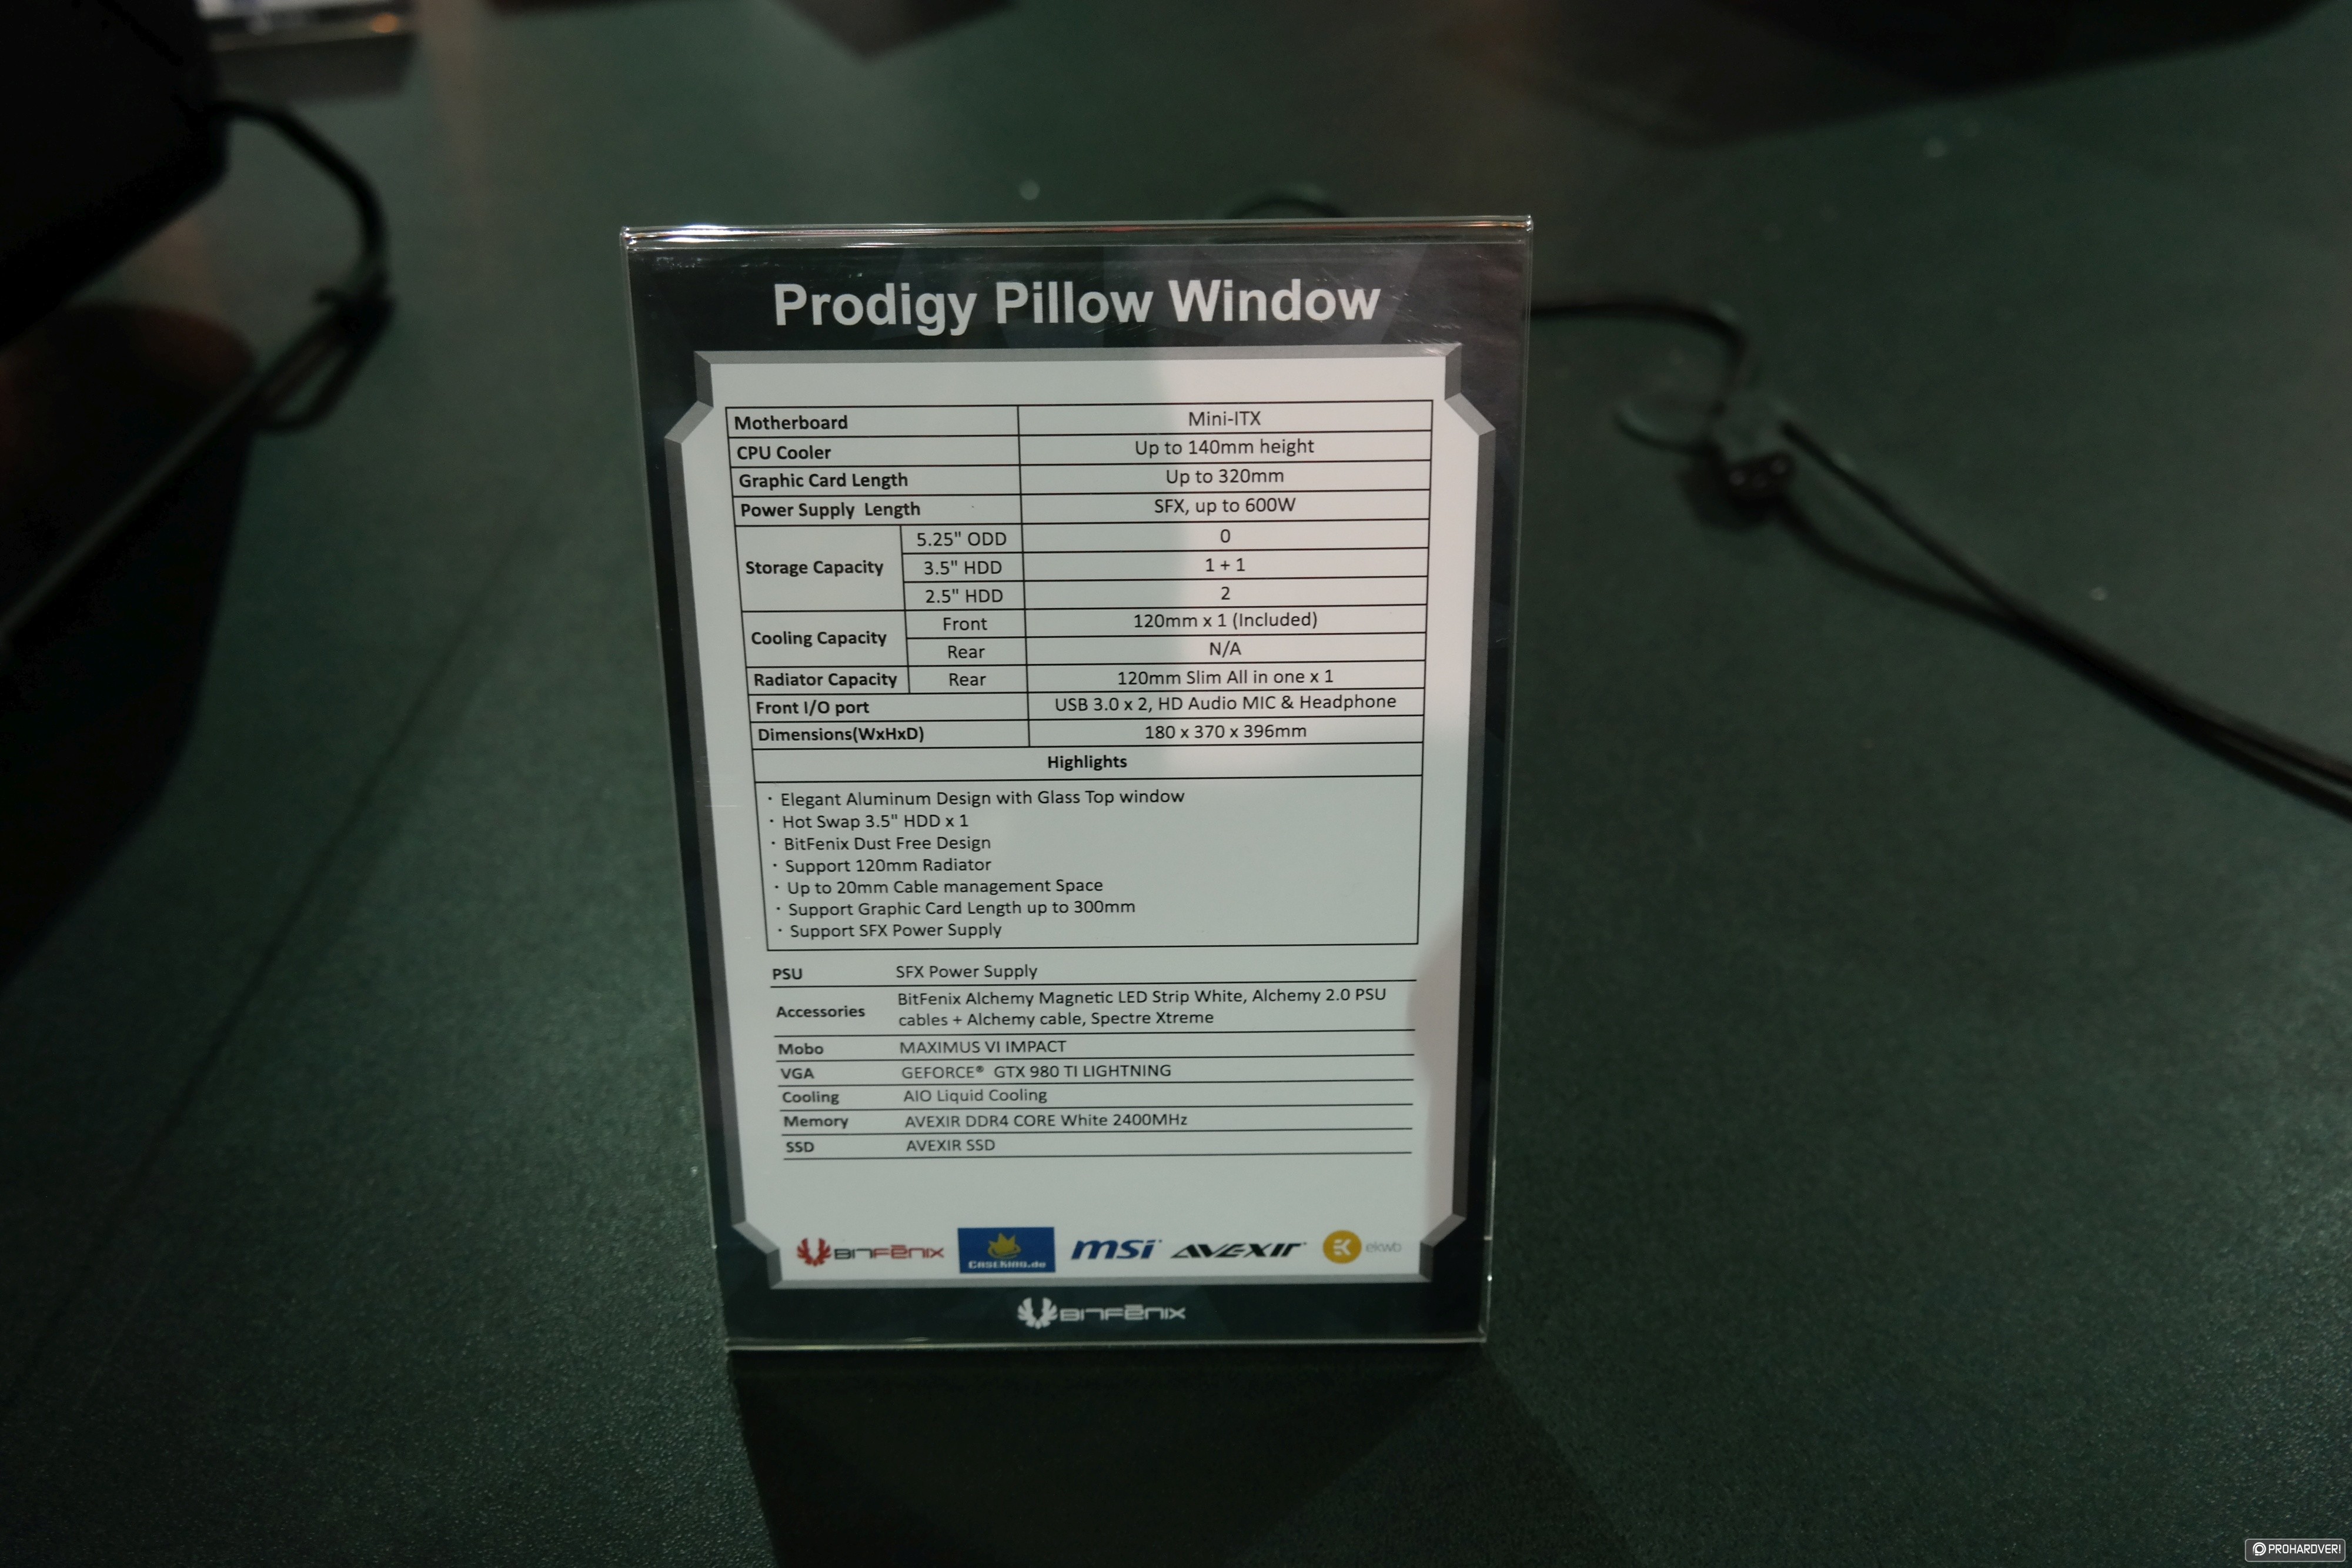 Prodigy Pillow Window
Motherboard Mini-ITX
CPU Cooler Up to 140mm height
Graphic Card Length Up to 320mm
Power Supply Length SFX, up to 600W
Storage Capacity 5.25" ODD 0
3.5" HDD 1 + 1
2.5" HDD 2
Cooling Capacity Front 120mm x 1 (Included)
Rear N/A
Radiator Capacity Rear 120mm Slim All in one x 1
Front I/O port USB 3.0 x 2, HD Audio MIC & Headphone
Dimensions(WxHxD) 180 x 370 x 396mm
Highlights
· Elegant Aluminum Design with Glass Top window
· Hot Swap 3.5" HDD x 1
· BitFenix Dust Free Design
· Support 120mm Radiator
· Up to 20mm Cable management Space
· Support Graphic Card Length up to 300mm
· Support SFX Power Supply
PSU SFX Power Supply
Accessories BitFenix Alchemy Magnetic LED Strip White, Alchemy 2.0 PSU
cables + Alchemy cable, Spectre Xtreme
Mobo MAXIMUS VI IMPACT
VGA GEFORCE® GTX 980 TI LIGHTNING
Cooling AIO Liquid Cooling
Memory AVEXIR DDR4 CORE White 2400MHz
SSD AVEXIR SSD
BITFENIX CASEKING.de msi AVEXIR ekwb
BITFENIX
PROHARDVER!